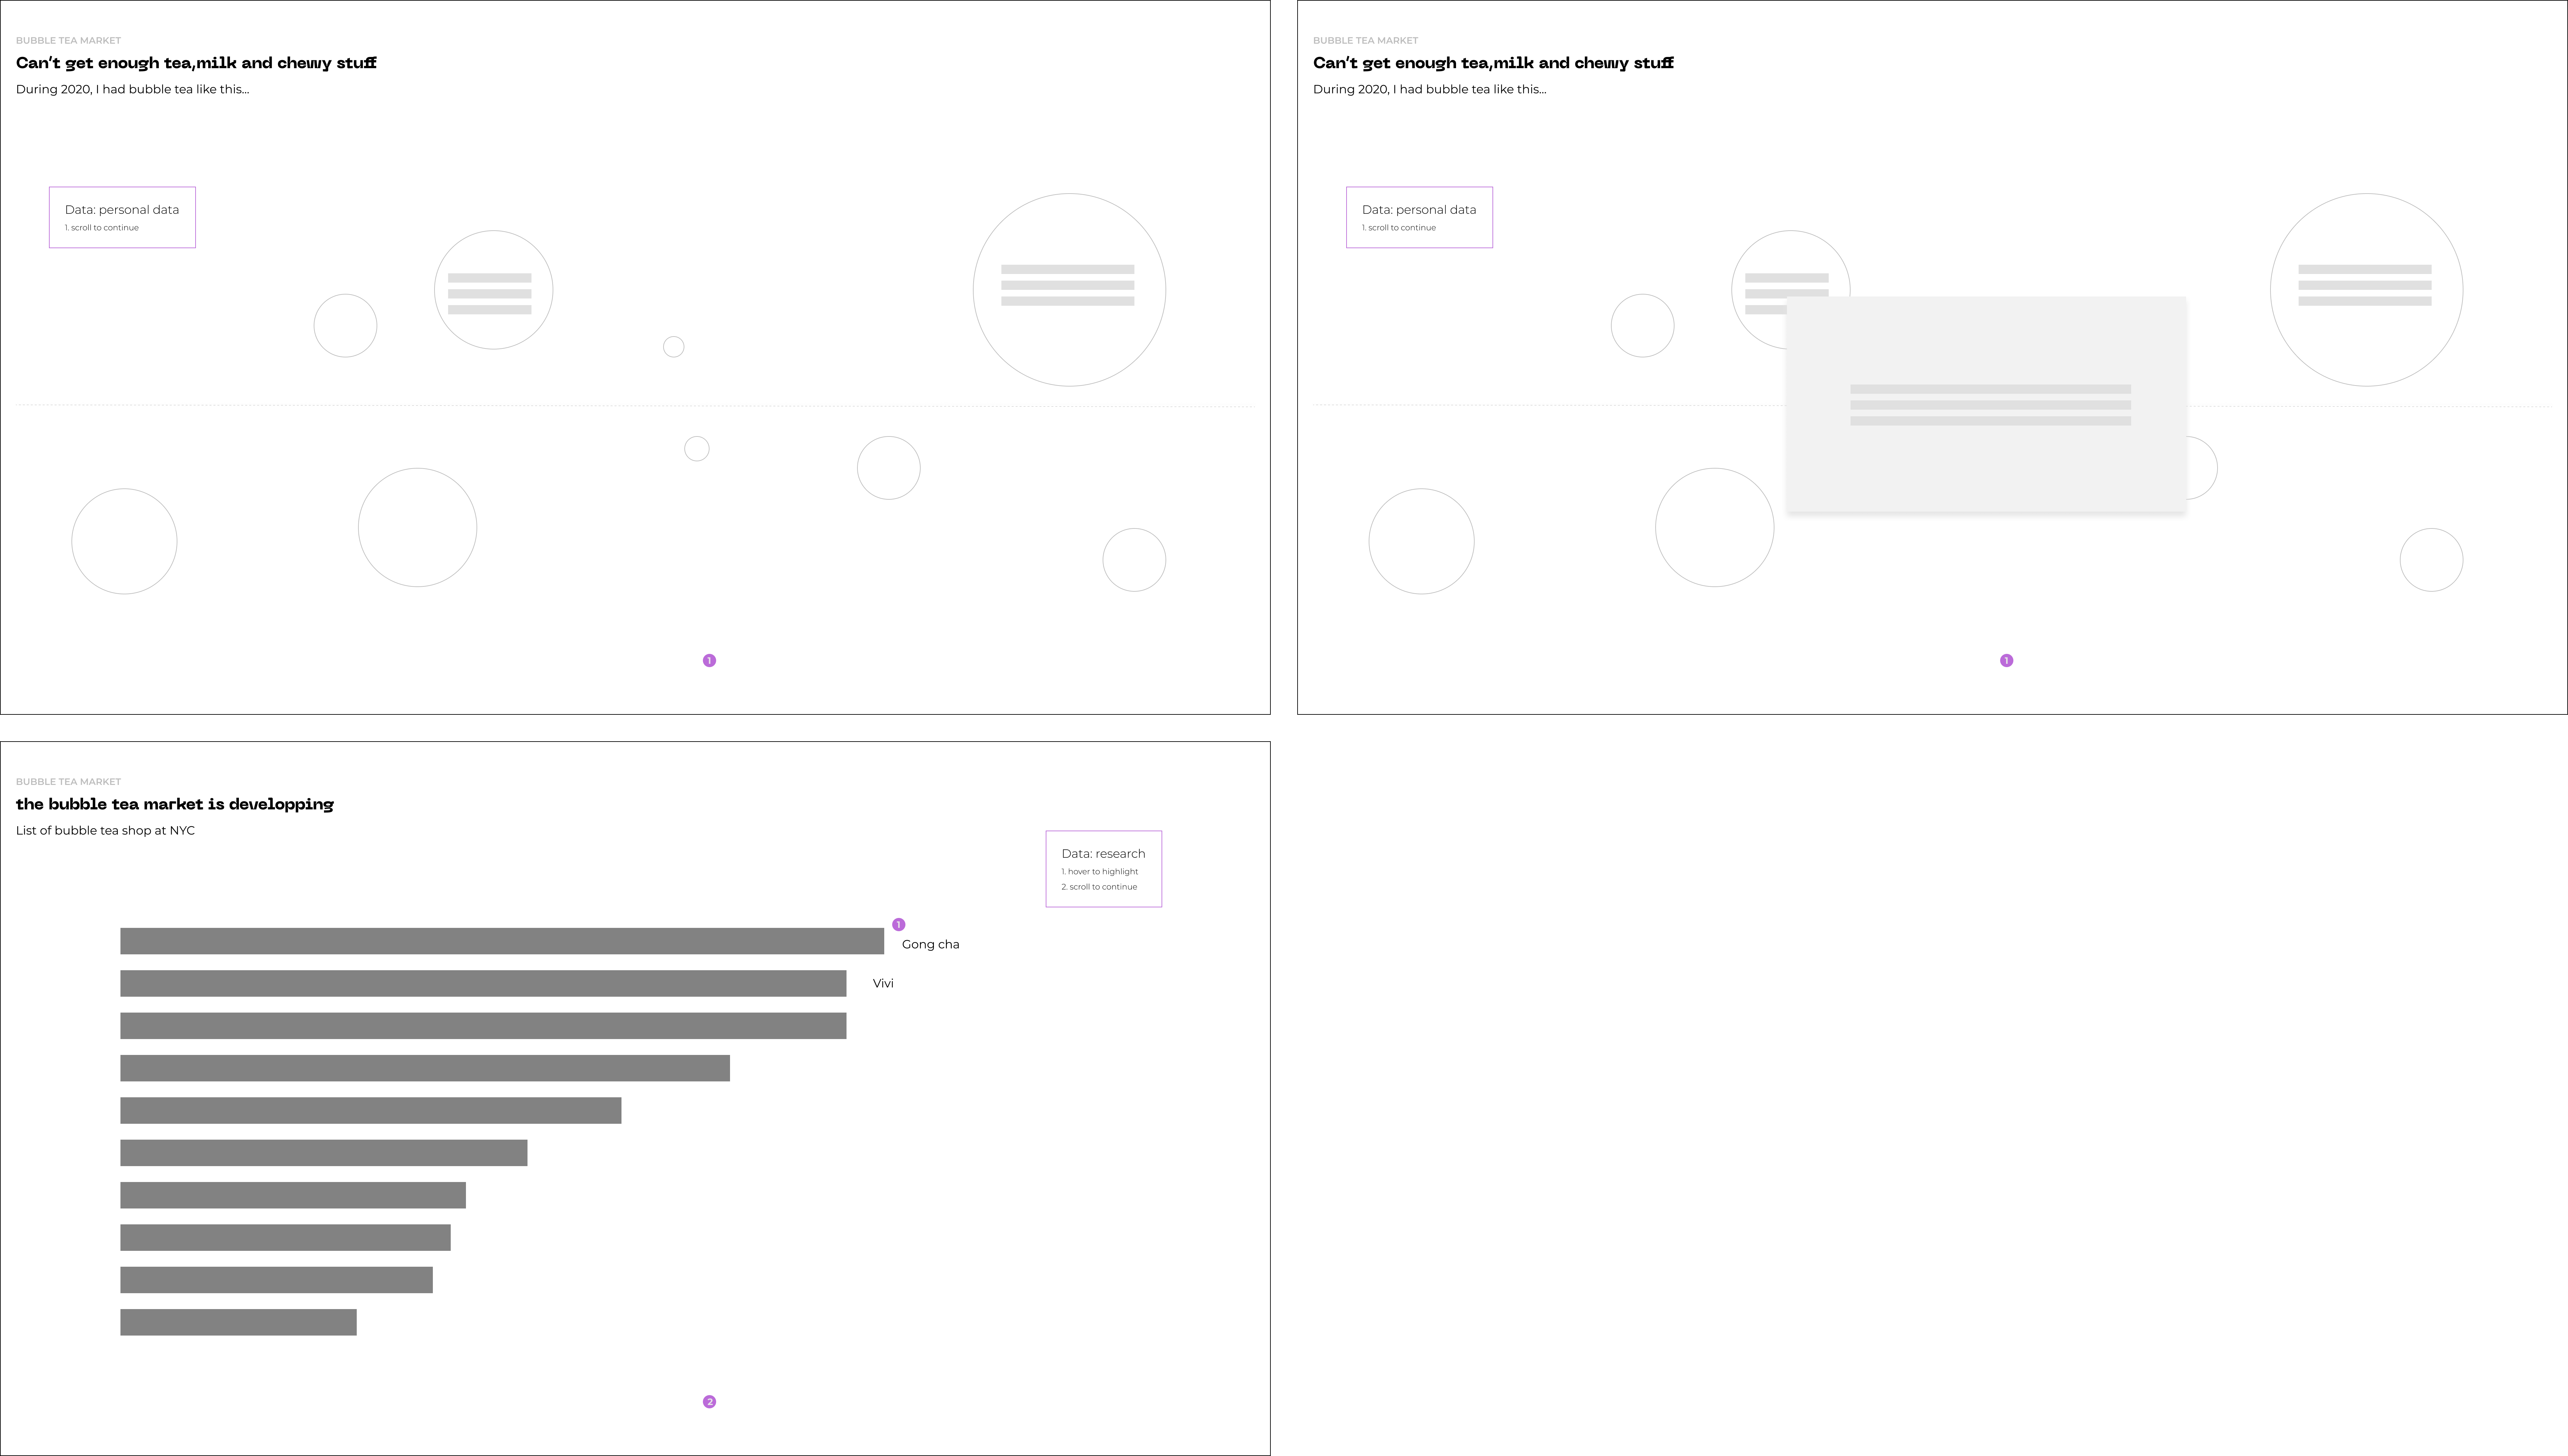 BUBBLE TEA MARKET
Can't get enough tea,milk and chewy stuff
During 2020, I had bubble tea like this...
Data: personal data
1. scroll to continue
1
BUBBLE TEA MARKET
Can't get enough tea,milk and chewy stuff
During 2020, I had bubble tea like this...
Data: personal data
1. scroll to continue
1
BUBBLE TEA MARKET
the bubble tea market is developping
List of bubble tea shop at NYC
Data: research
1. hover to highlight
2. scroll to continue
1
Gong cha
Vivi
2